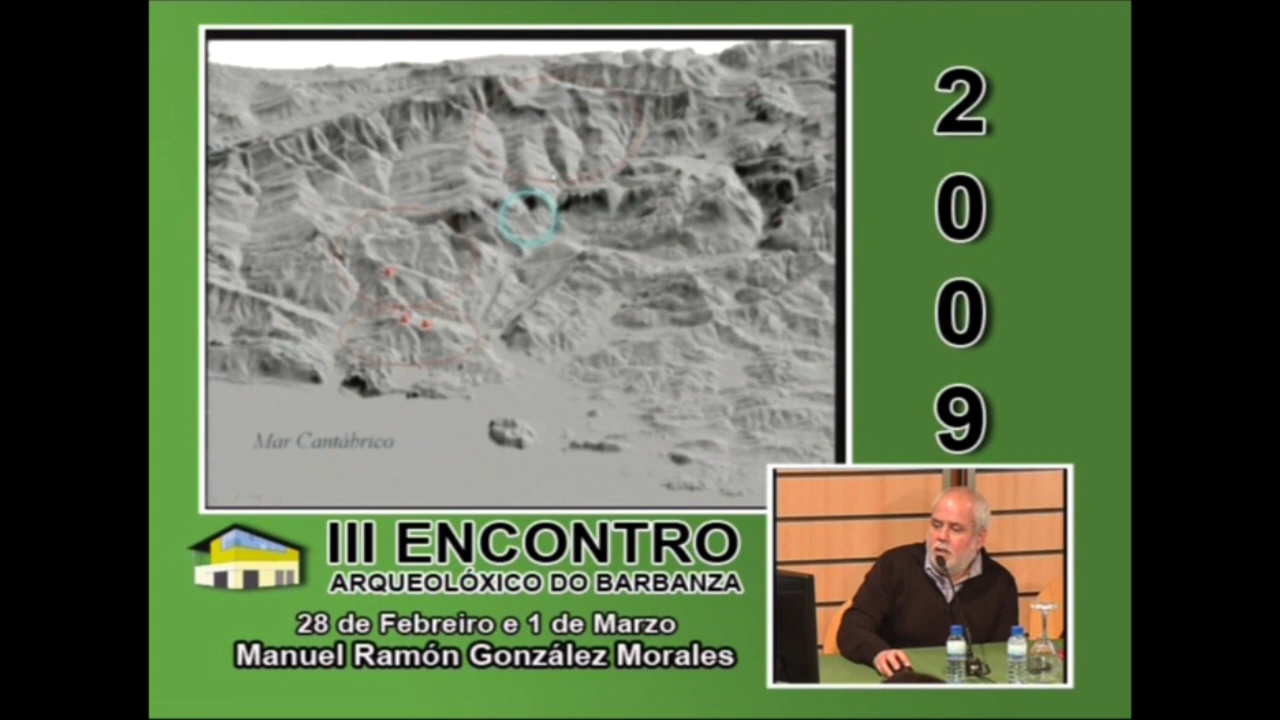 2
0
0
9
Mar Cantábrico
III ENCONTRO
ARQUEOLÓXICO DO BARBANZA
28 de Febreiro e 1 de Marzo
Manuel Ramón González Morales